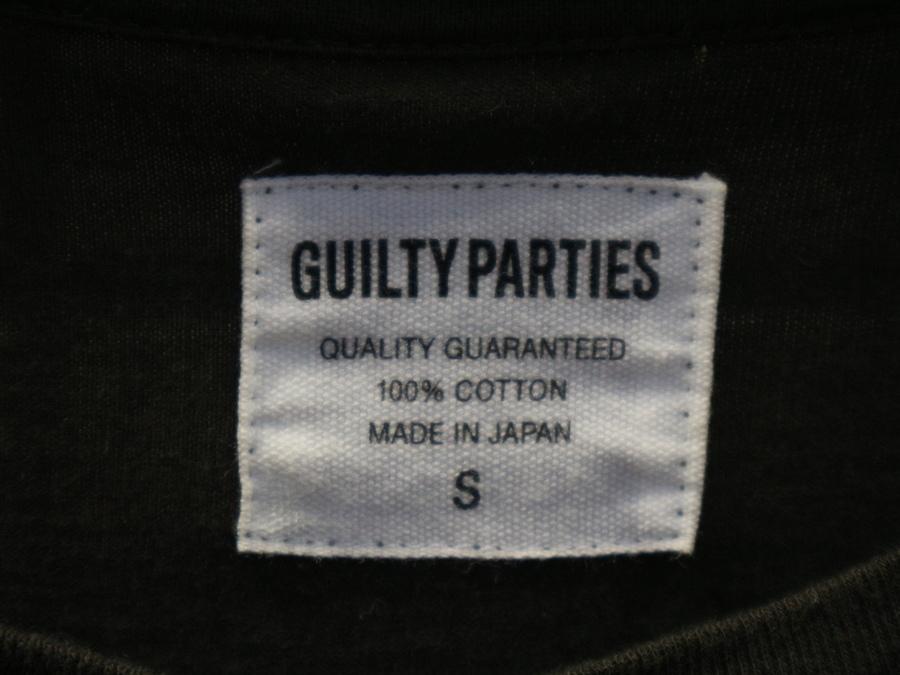 GUILTY PARTIES
QUALITY GUARANTEED
100% COTTON
MADE IN JAPAN
S